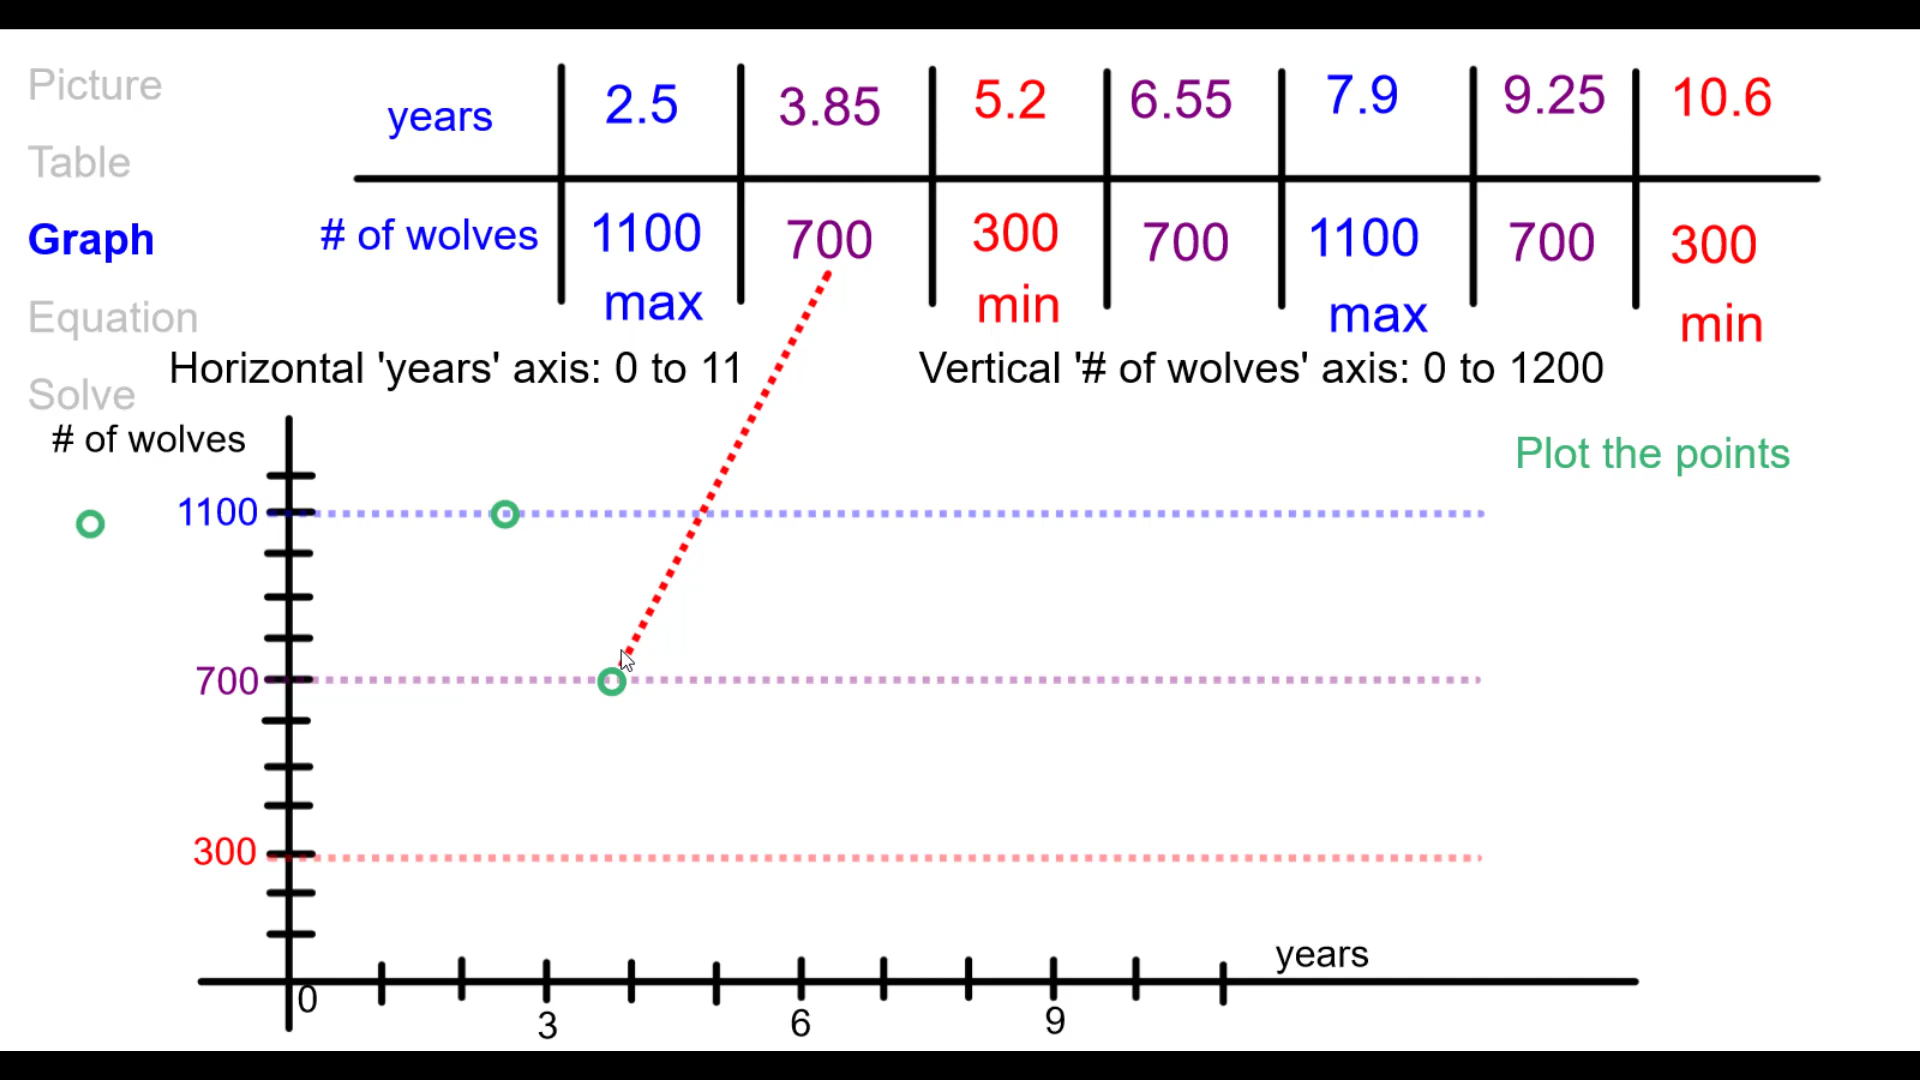 Picture
Table
Graph
Equation
Solve
years 2.5 3.85 5.2 6.55 7.9 9.25 10.6
# of wolves 1100 700 300 700 1100 700 300
max min max min
Horizontal 'years' axis: 0 to 11 Vertical '# of wolves' axis: 0 to 1200
# of wolves
Plot the points
1100
700
300
years
0 3 6 9